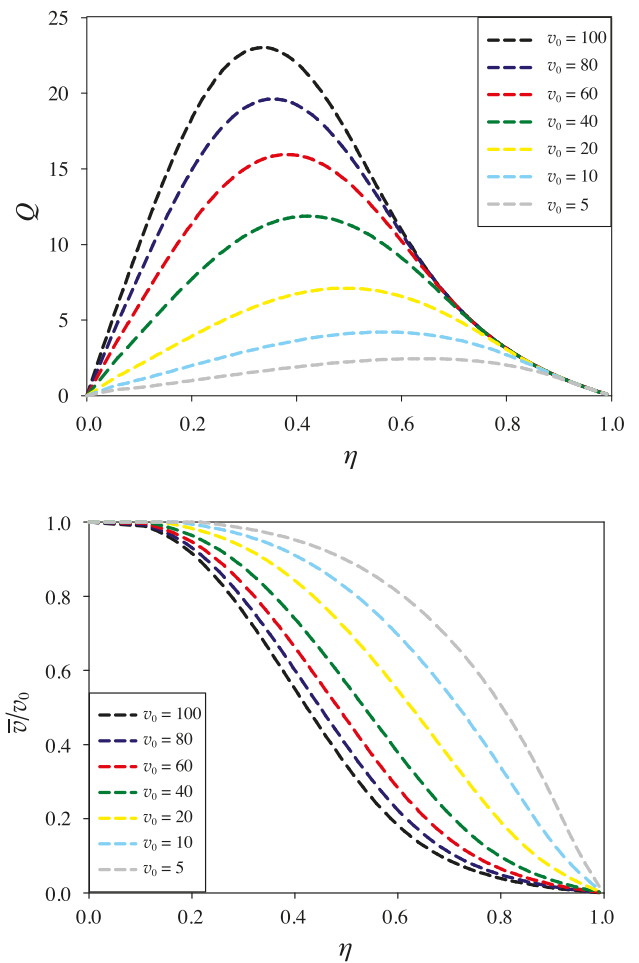 25
20
15
10
5
0
Q
0.0 0.2 0.4 0.6 0.8 1.0
η
v₀ = 100
v₀ = 80
v₀ = 60
v₀ = 40
v₀ = 20
v₀ = 10
v₀ = 5
1.0
0.8
0.6
0.4
0.2
0.0
v̅/v₀
v₀ = 100
v₀ = 80
v₀ = 60
v₀ = 40
v₀ = 20
v₀ = 10
v₀ = 5
0.0 0.2 0.4 0.6 0.8 1.0
η